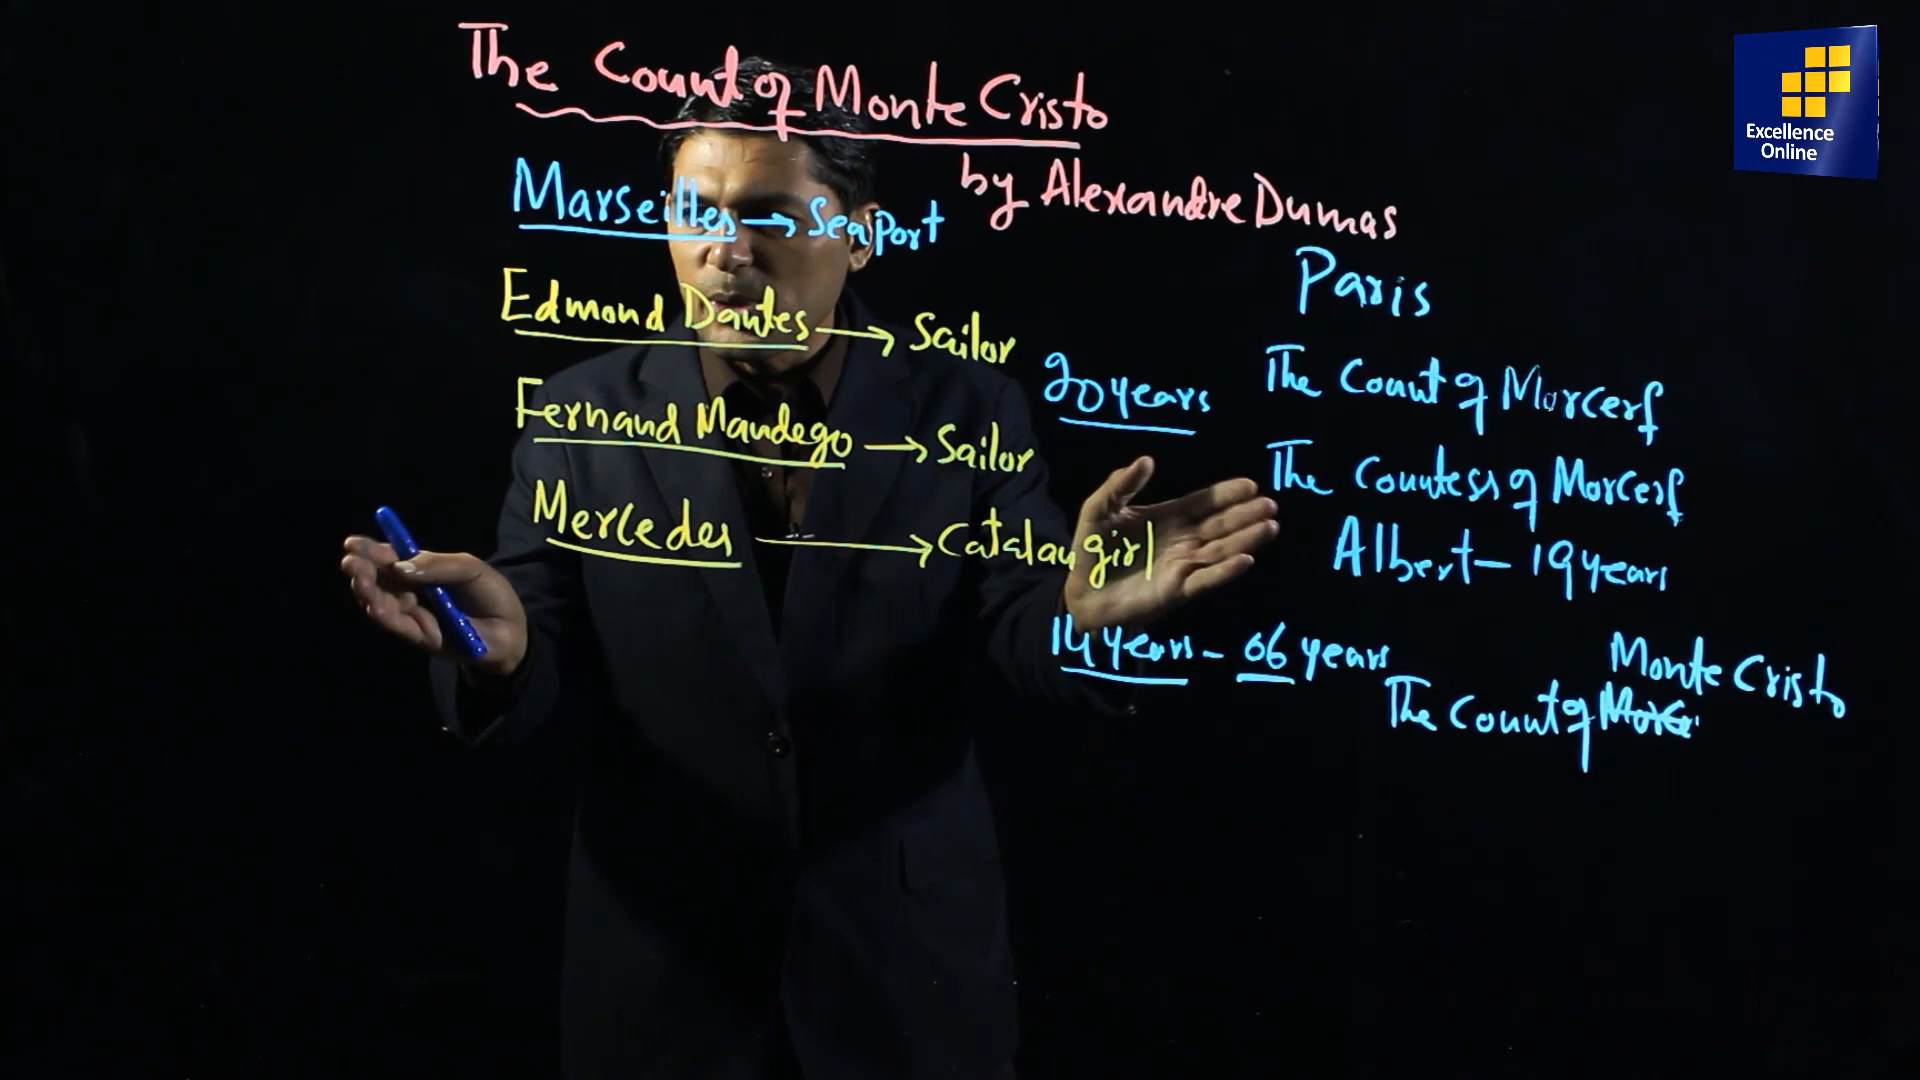 The Count of Monte Cristo
by Alexandre Dumas
Marseilles → Seaport
Edmond Dantes → Sailor
Fernand Mandego → Sailor
Mercedes → Catalan girl
20 years
Paris
The Count of Morcerf
The Countess of Morcerf
Albert - 19 years
14 years - 06 years
Monte Cristo
The Count of Morce
Excellence
Online